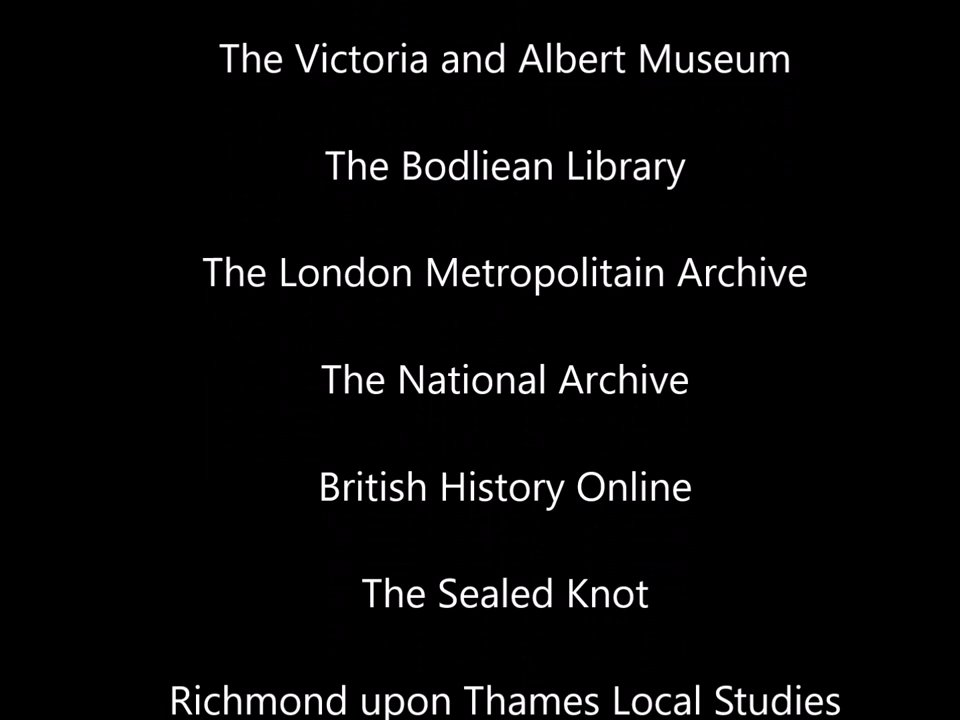 The Victoria and Albert Museum
The Bodliean Library
The London Metropolitain Archive
The National Archive
British History Online
The Sealed Knot
Richmond upon Thames Local Studies